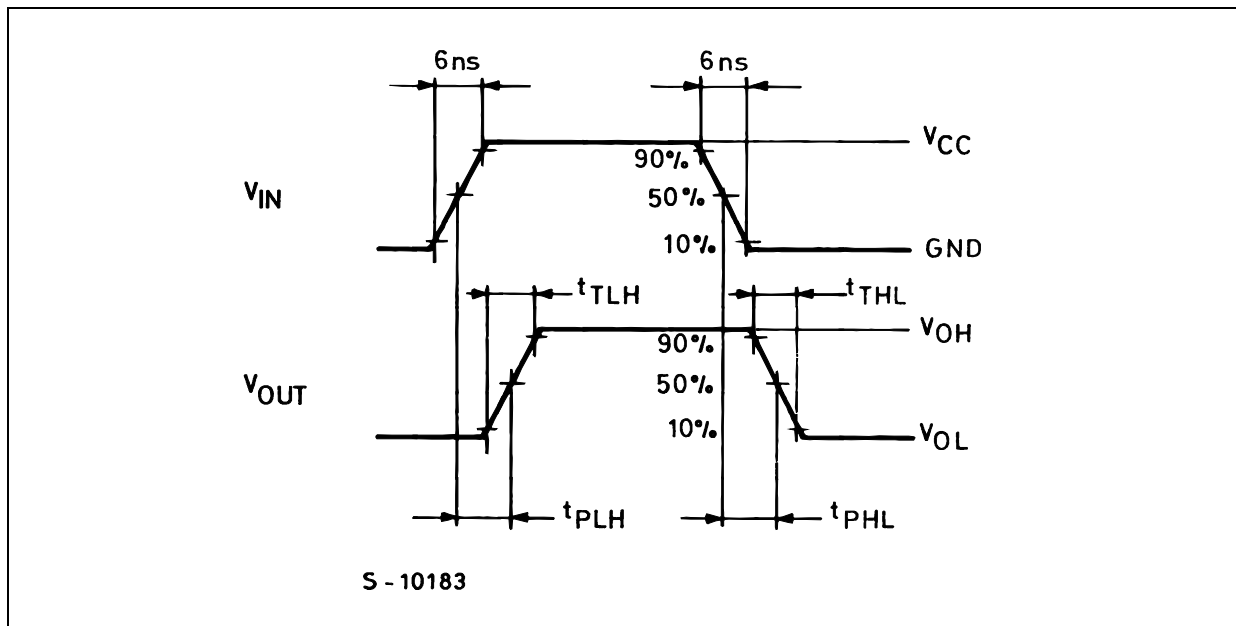 6ns 6ns
VCC
90%
VIN 50%
10% GND
tTLH tTHL
VOH
90%
VOUT 50%
10% VOL
tPLH tPHL
S-10183